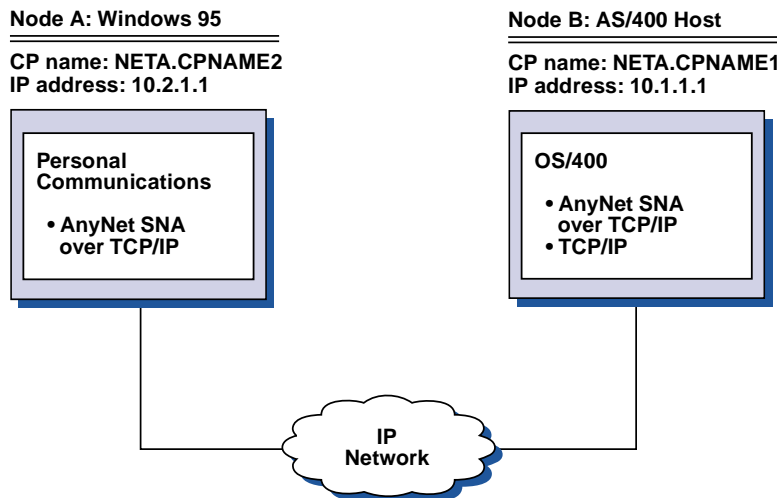 Node A: Windows 95
CP name: NETA.CPNAME2
IP address: 10.2.1.1
Personal
Communications
• AnyNet SNA
over TCP/IP
Node B: AS/400 Host
CP name: NETA.CPNAME1
IP address: 10.1.1.1
OS/400
• AnyNet SNA
over TCP/IP
• TCP/IP
IP
Network